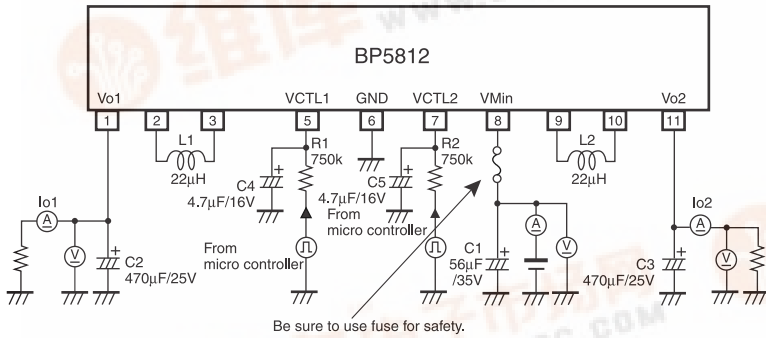 BP5812
Vo1
VCTL1
GND
VCTL2
VMin
Vo2
1
2
3
5
6
7
8
9
10
11
L1
22μH
R1
750k
C4
4.7μF/16V
R2
750k
C5
4.7μF/16V
L2
22μH
From
micro controller
From
micro controller
Io1
A
V
C2
470μF/25V
A
V
C1
56μF
/35V
Io2
A
V
C3
470μF/25V
Be sure to use fuse for safety.
维库